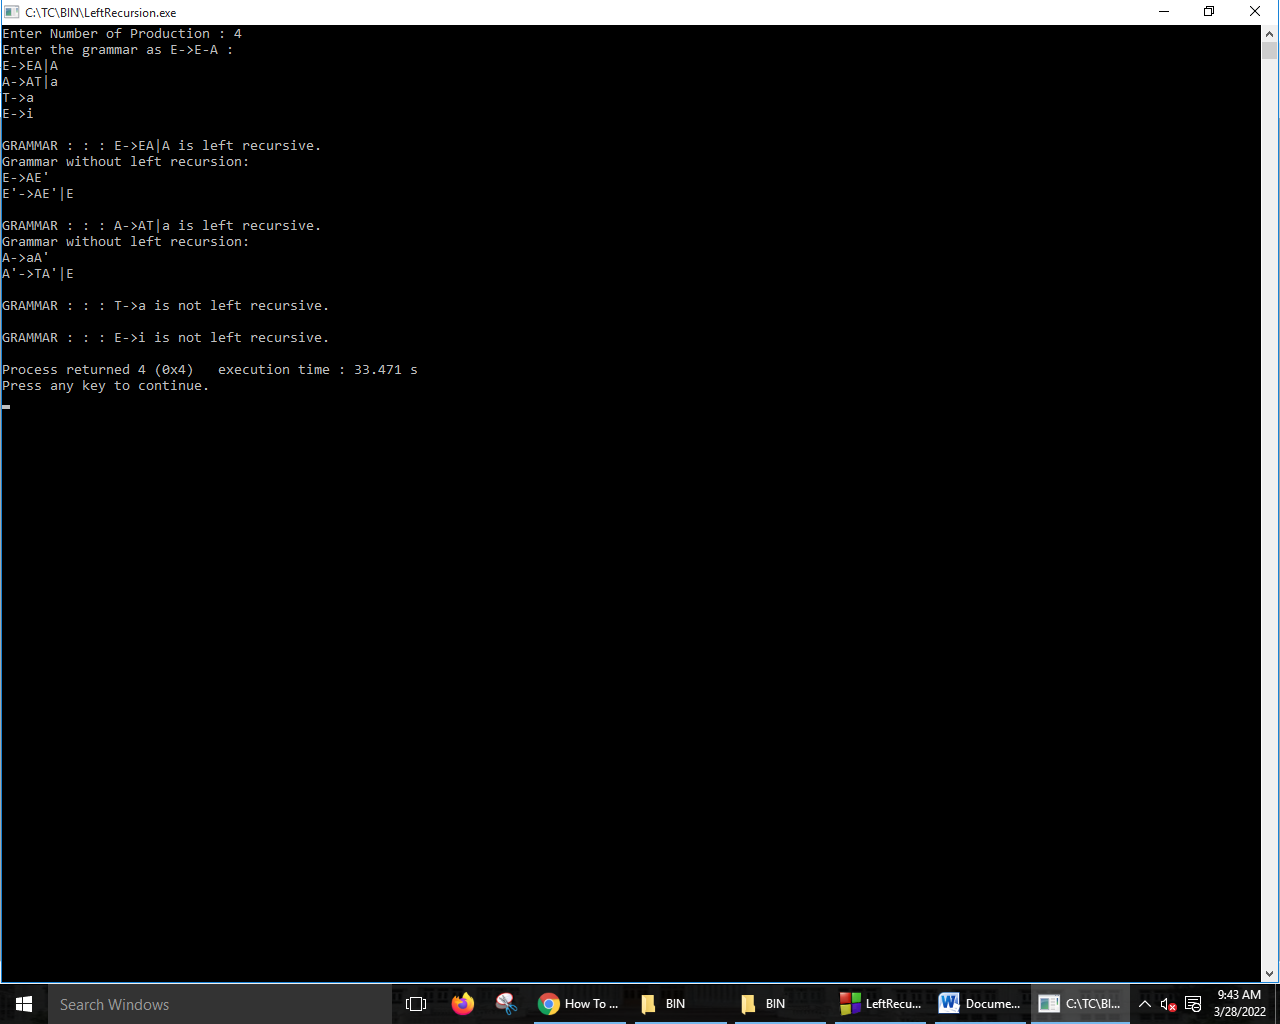 C:\TC\BIN\LeftRecursion.exe
Enter Number of Production : 4
Enter the grammar as E->E-A :
E->EA|A
A->AT|a
T->a
E->i
GRAMMAR : : : E->EA|A is left recursive.
Grammar without left recursion:
E->AE'
E'->AE'|E
GRAMMAR : : : A->AT|a is left recursive.
Grammar without left recursion:
A->aA'
A'->TA'|E
GRAMMAR : : : T->a is not left recursive.
GRAMMAR : : : E->i is not left recursive.
Process returned 4 (0x4)   execution time : 33.471 s
Press any key to continue.
Search Windows
How To ...
BIN
BIN
LeftRecu...
Docume...
C:\TC\BI...
9:43 AM
3/28/2022